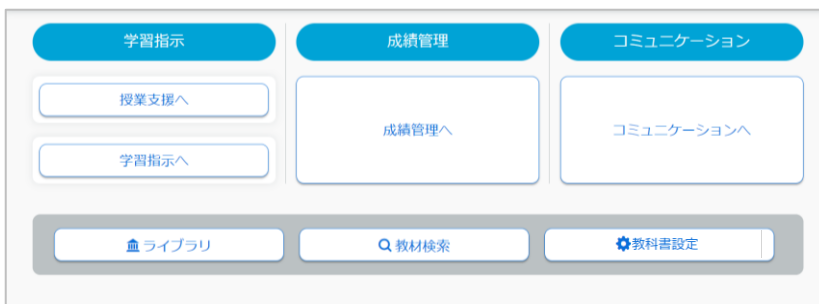 学習指示
成績管理
コミュニケーション
授業支援へ
学習指示へ
成績管理へ
コミュニケーションへ
ライブラリ
教材検索
教科書設定